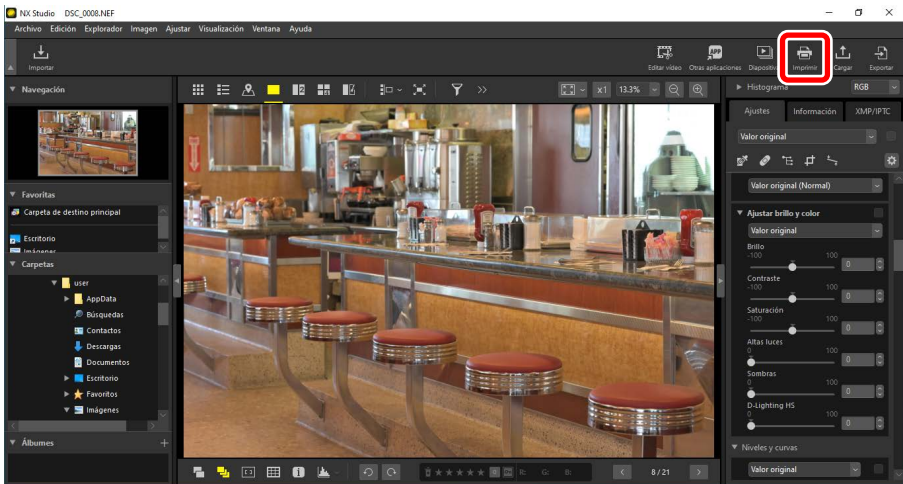 NX Studio DSC_0008.NEF
Archivo Edición Explorador Imagen Ajustar Visualización Ventana Ayuda
Importar
Editar vídeo Otras aplicaciones Diapositiv Imprimir Cargar Exportar
Navegación
x1 13.3%
Histograma RGB
Ajustes Información XMP/IPTC
Valor original
Valor original (Normal)
Favoritas
Carpeta de destino principal
Escritorio
Imágenes
Carpetas
user
AppData
Búsquedas
Contactos
Descargas
Documentos
Escritorio
Favoritos
Imágenes
Álbumes
Ajustar brillo y color
Valor original
Brillo
-100 100
0
Contraste
-100 100
0
Saturación
-100 100
0
Altas luces
0 100
0
Sombras
0 100
0
D-Lighting HS
0 100
0
Niveles y curvas
Valor original
R: G: B:
8/21